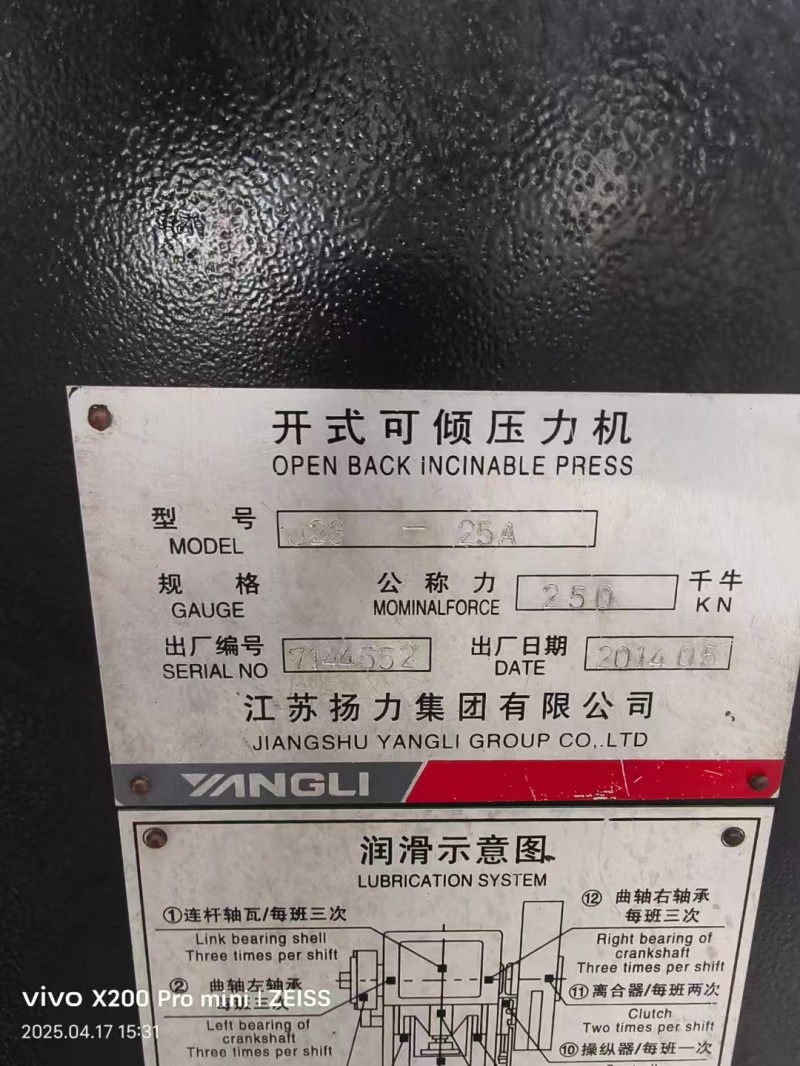 开式可倾压力机
OPEN BACK INCINABLE PRESS
型 号 J23 — 25A
MODEL
规 格 公 称 力 250 千牛
GAUGE MOMINALFORCE KN
出厂编号 7144552 出厂日期 2014 05
SERIAL NO DATE
江苏扬力集团有限公司
JIANGSHU YANGLI GROUP CO,.LTD
YANGLI
润滑示意图
LUBRICATION SYSTEM
①连杆轴瓦/每班三次
Link bearing shell
Three times per shift
② 曲轴左轴承
每班三次
Left bearing of
crankshaft
Three times per shift
⑫ 曲轴右轴承
每班三次
Right bearing of
crankshaft
Three times per shift
⑪离合器/每班两次
Clutch
Two times per shift
⑩操纵器/每班一次
vivo X200 Pro mini | ZEISS
2025.04.17 15:31